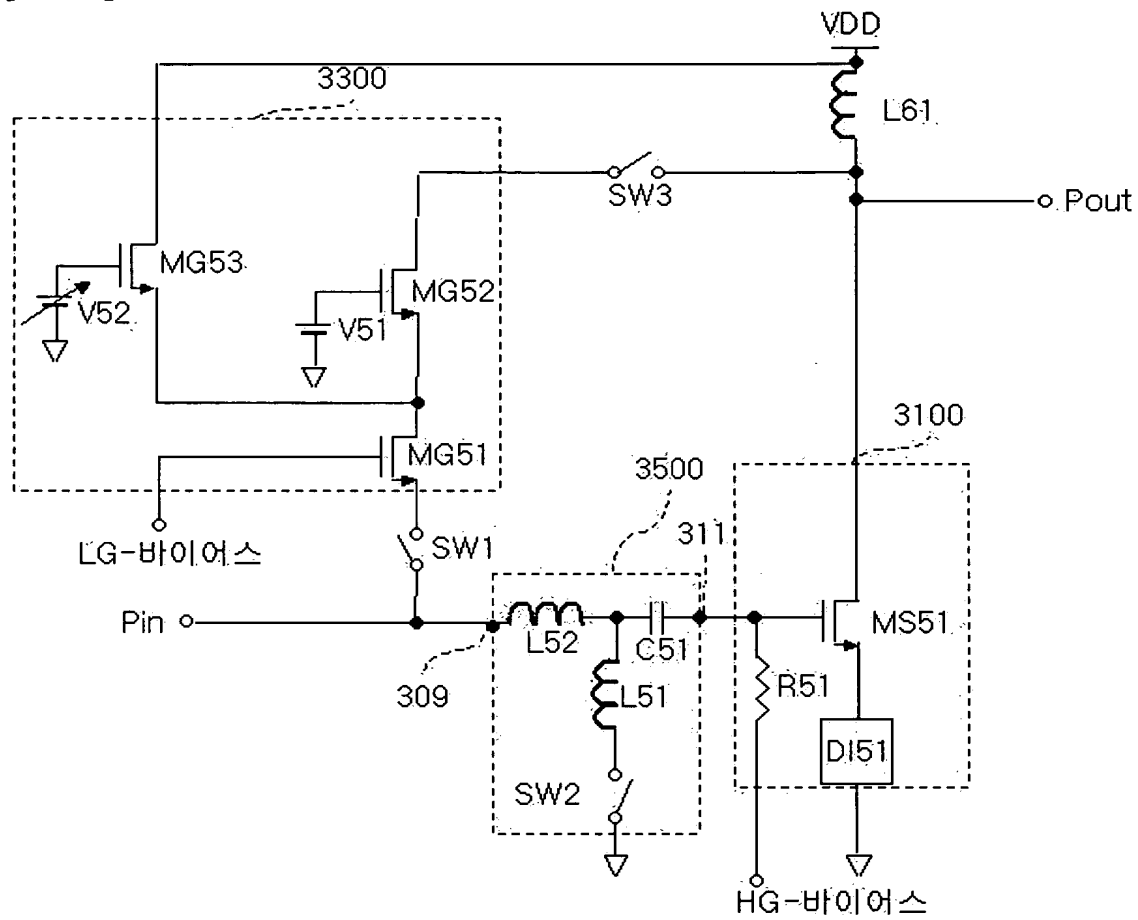 VDD
3300
L61
SW3
Pout
MG53
MG52
V52
V51
3100
MG51
3500
LG-바이어스
SW1
311
Pin
L52
C51
MS51
309
L51
R51
DI51
SW2
HG-바이어스